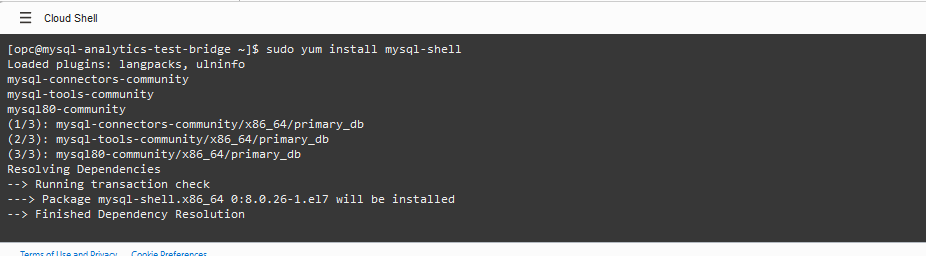 Cloud Shell
[opc@mysql-analytics-test-bridge ~]$ sudo yum install mysql-shell
Loaded plugins: langpacks, ulninfo
mysql-connectors-community
mysql-tools-community
mysql80-community
(1/3): mysql-connectors-community/x86_64/primary_db
(2/3): mysql-tools-community/x86_64/primary_db
(3/3): mysql80-community/x86_64/primary_db
Resolving Dependencies
--> Running transaction check
---> Package mysql-shell.x86_64 0:8.0.26-1.el7 will be installed
--> Finished Dependency Resolution
Terms of Use and Privacy Cookie Preferences